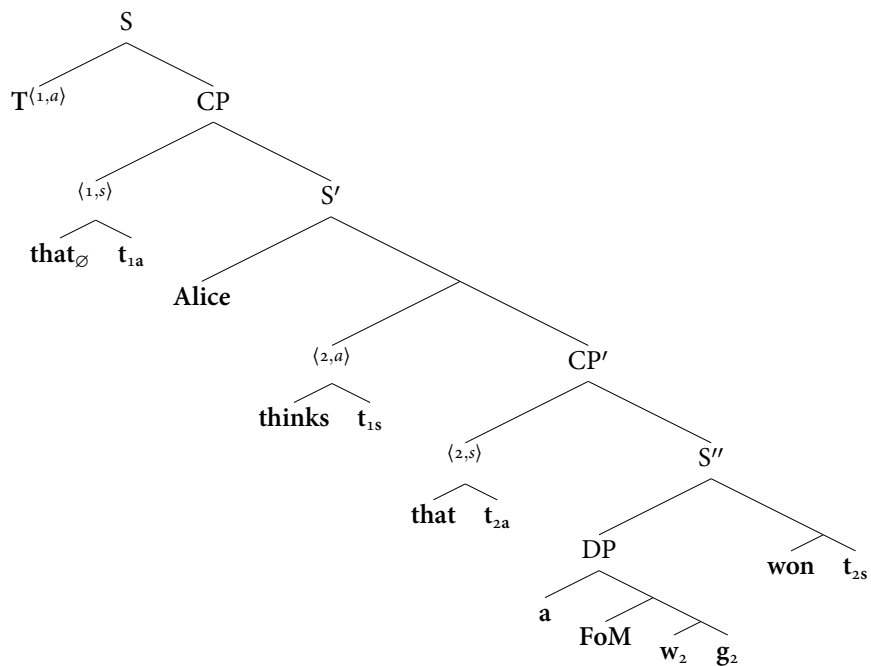 S
T⟨1,a⟩ CP
⟨1,s⟩ S′
that∅ t1a
Alice
⟨2,a⟩ CP′
thinks t1s
⟨2,s⟩ S′′
that t2a
DP
won t2s
a
FoM
w2 g2